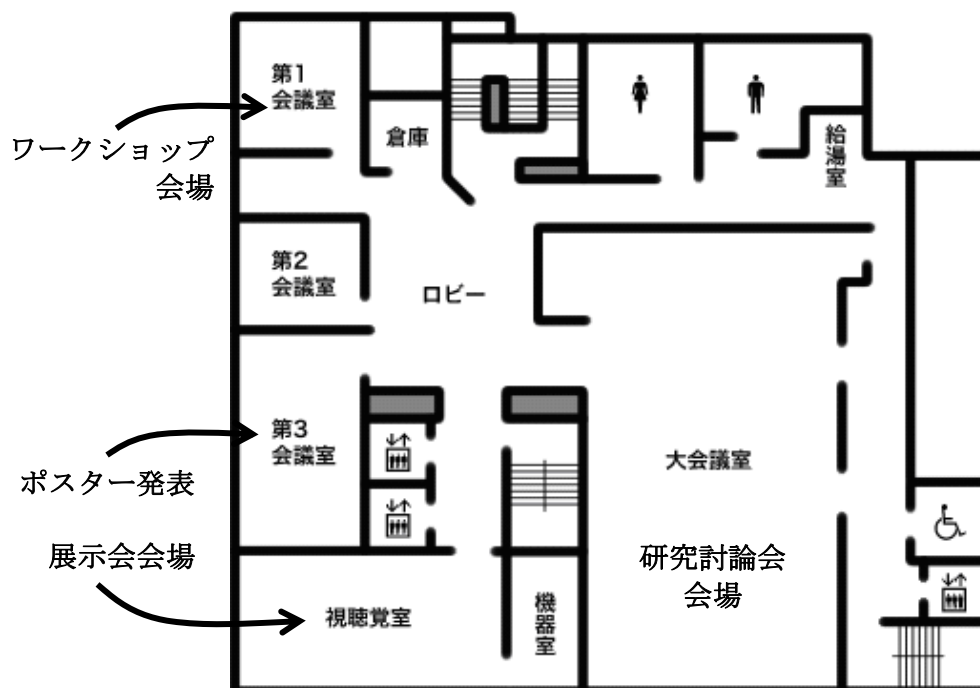 第1
会議室
ワークショップ
会場
倉庫
給湯室
第2
会議室
ロビー
第3
会議室
ポスター発表
大会議室
展示会会場
研究討論会
会場
視聴覚室
機器室